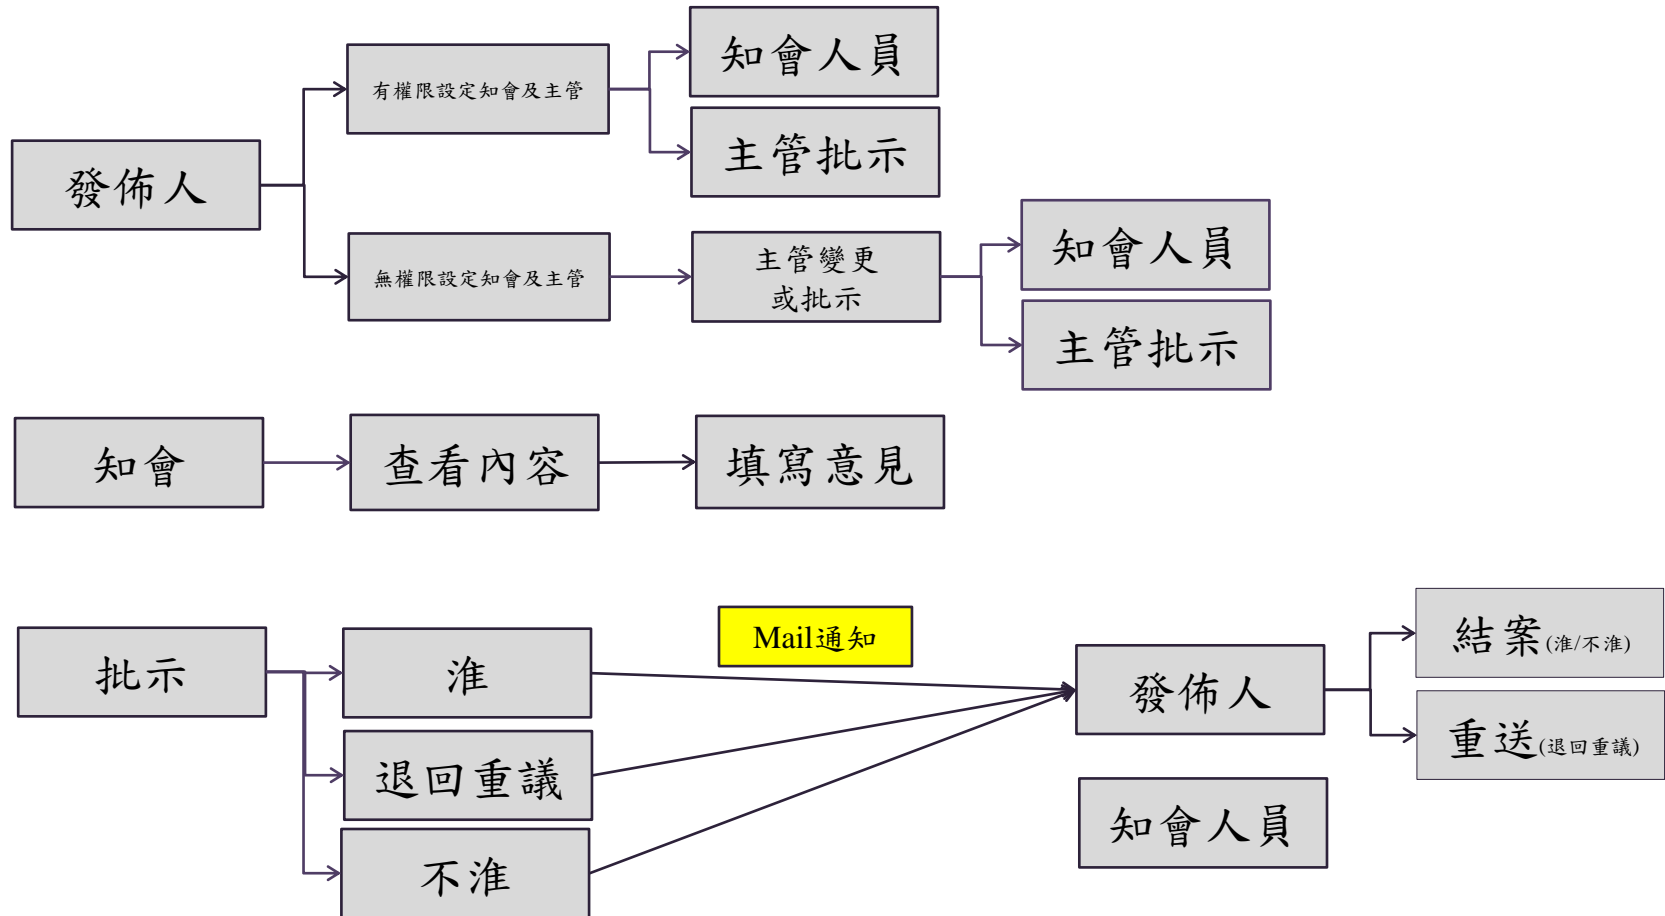 知會人員
有權限設定知會及主管
主管批示
發佈人
無權限設定知會及主管
主管變更
或批示
知會人員
主管批示
知會
查看內容
填寫意見
批示
淮
Mail通知
發佈人
結案(淮/不淮)
退回重議
重送(退回重議)
知會人員
不淮